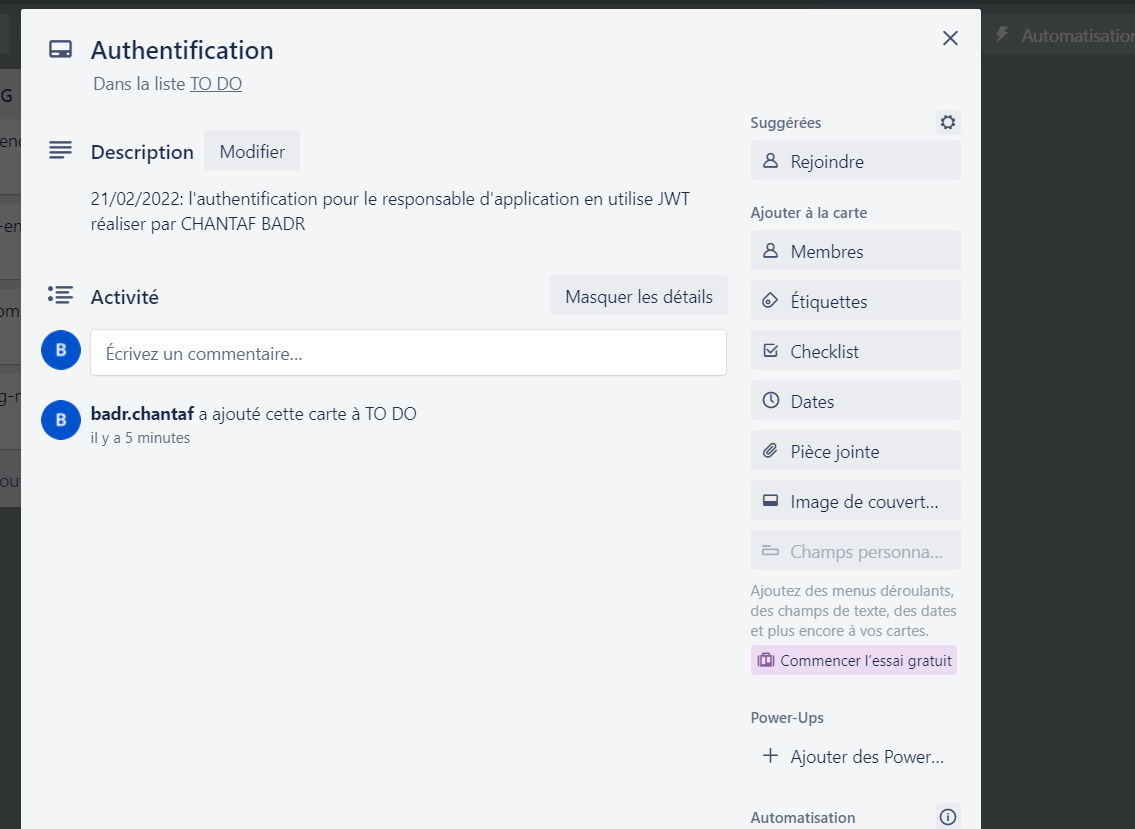 Automatisation
Authentification
Dans la liste TO DO
Description
Modifier
21/02/2022: l'authentification pour le responsable d'application en utilise JWT
réaliser par CHANTAF BADR
Activité
Masquer les détails
B
Écrivez un commentaire…
B
badr.chantaf a ajouté cette carte à TO DO
il y a 5 minutes
Suggérées
Rejoindre
Ajouter à la carte
Membres
Étiquettes
Checklist
Dates
Pièce jointe
Image de couvert…
Champs personna…
Ajoutez des menus déroulants,
des champs de texte, des dates
et plus encore à vos cartes.
Commencer l'essai gratuit
Power-Ups
Ajouter des Power…
Automatisation